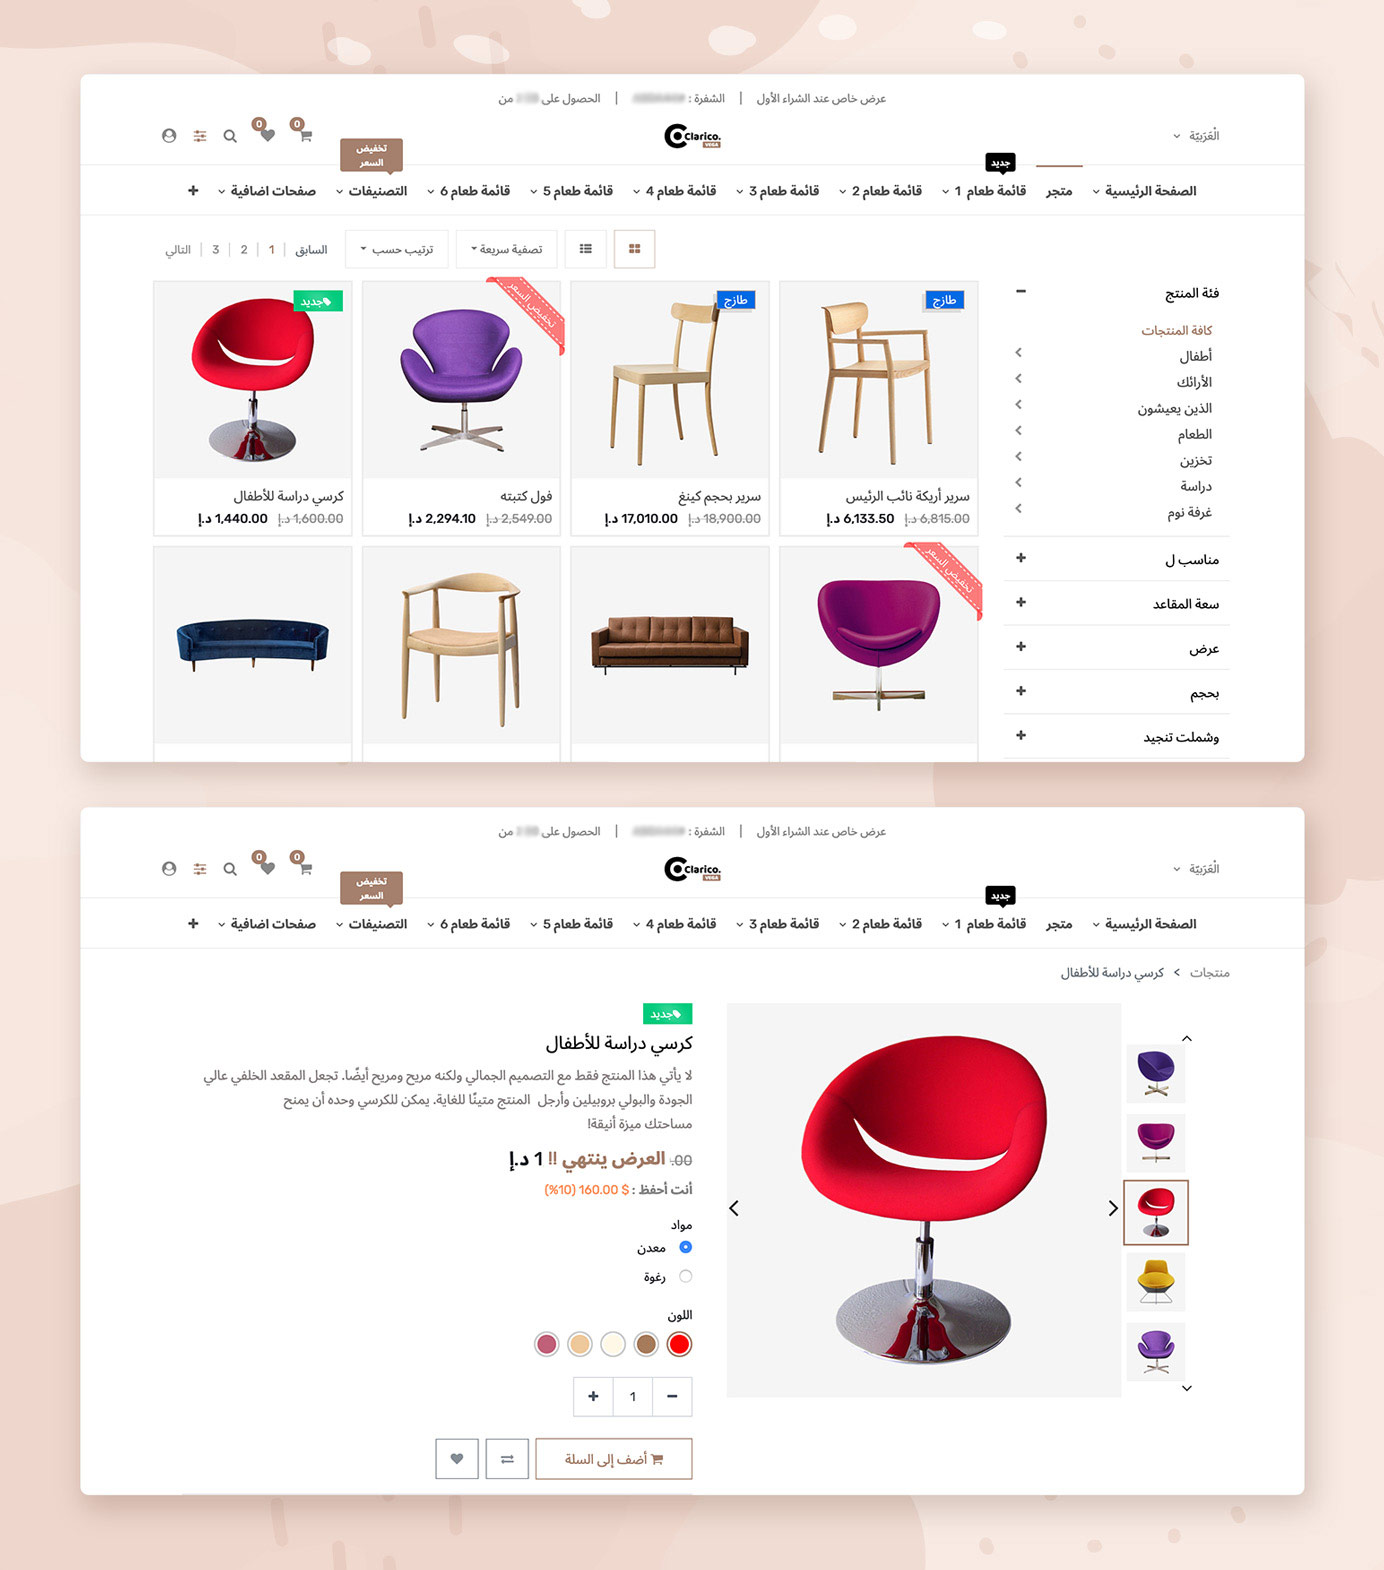 عرض خاص عند الشراء الأول | الشفرة : | الحصول على من
الْعَرَبيّة
Clarico.
VEGA
0
0
جديد
تخفيض
السعر
الصفحة الرئيسية
متجر
قائمة طعام 1
قائمة طعام 2
قائمة طعام 3
قائمة طعام 4
قائمة طعام 5
قائمة طعام 6
التصنيفات
صفحات اضافية
تصفية سريعة
ترتيب حسب
السابق | 1 | 2 | 3 | التالي
فئة المنتج
كافة المنتجات
أطفال
الأرائك
الذين يعيشون
الطعام
تخزين
دراسة
غرفة نوم
مناسب ل
سعة المقاعد
عرض
بحجم
وشملت تنجيد
طازج
سرير أريكة نائب الرئيس
6,815.00 د.إ 6,133.50 د.إ
طازج
سرير بحجم كينغ
18,900.00 د.إ 17,010.00 د.إ
تخفيض السعر
فول كتبته
2,549.00 د.إ 2,294.10 د.إ
جديد
كرسي دراسة للأطفال
1,600.00 د.إ 1,440.00 د.إ
تخفيض السعر
عرض خاص عند الشراء الأول | الشفرة : | الحصول على من
الْعَرَبيّة
Clarico.
VEGA
0
0
جديد
تخفيض
السعر
الصفحة الرئيسية
متجر
قائمة طعام 1
قائمة طعام 2
قائمة طعام 3
قائمة طعام 4
قائمة طعام 5
قائمة طعام 6
التصنيفات
صفحات اضافية
منتجات > كرسي دراسة للأطفال
جديد
كرسي دراسة للأطفال
لا يأتي هذا المنتج فقط مع التصميم الجمالي ولكنه مريح ومريح أيضًا. تجعل المقعد الخلفي عالي
الجودة والبولي بروبيلين وأرجل المنتج متينًا للغاية. يمكن للكرسي وحده أن يمنح
مساحتك ميزة أنيقة!
.00 العرض ينتهي !! 1 د.إ
أنت أحفظ : $ 160.00 (10%)
مواد
معدن
رغوة
اللون
1
أضف إلى السلة